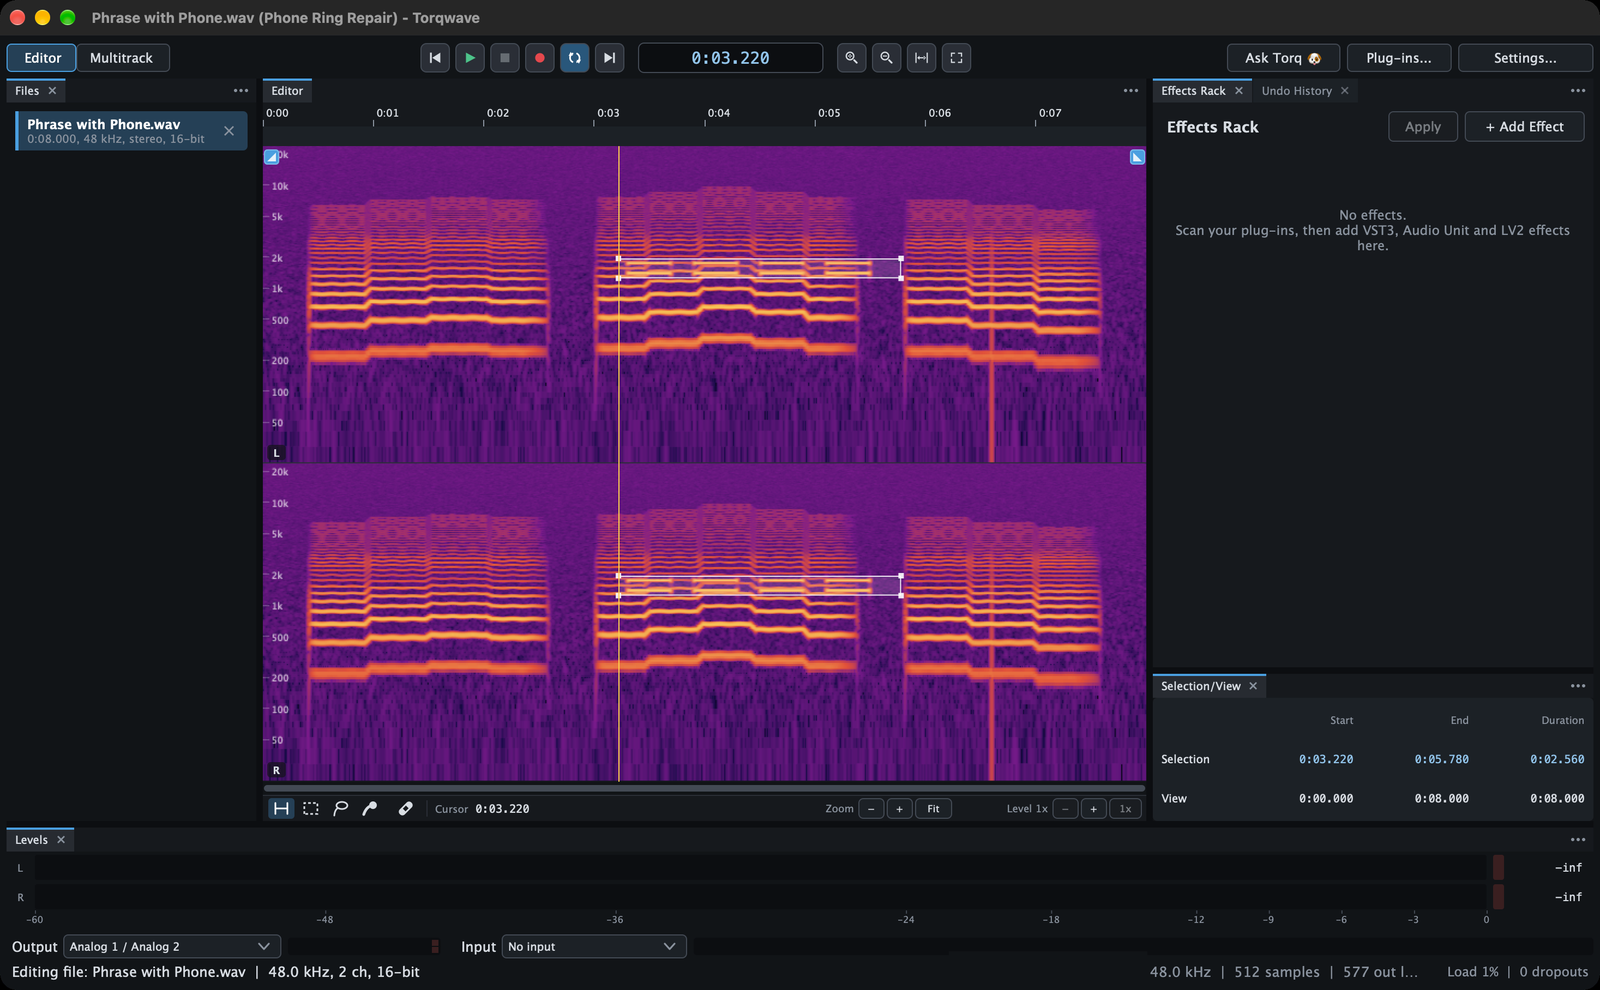 Phrase with Phone.wav (Phone Ring Repair) - Torqwave
Editor
Multitrack
0:03.220
Ask Torq
Plug-ins...
Settings...
Files
Editor
Effects Rack
Undo History
Phrase with Phone.wav
0:08.000, 48 kHz, stereo, 16-bit
0:00
0:01
0:02
0:03
0:04
0:05
0:06
0:07
Effects Rack
Apply
+ Add Effect
No effects.
Scan your plug-ins, then add VST3, Audio Unit and LV2 effects
here.
10k
5k
2k
1k
500
200
100
50
L
20k
10k
5k
2k
1k
500
200
100
50
R
Selection/View
Start
End
Duration
Selection
0:03.220
0:05.780
0:02.560
View
0:00.000
0:08.000
0:08.000
Cursor 0:03.220
Zoom
-
+
Fit
Level 1x
-
+
1x
Levels
L
-inf
R
-inf
-60
-48
-36
-24
-18
-12
-9
-6
-3
0
Output
Analog 1 / Analog 2
Input
No input
Editing file: Phrase with Phone.wav | 48.0 kHz, 2 ch, 16-bit
48.0 kHz | 512 samples | 577 out l... Load 1% | 0 dropouts